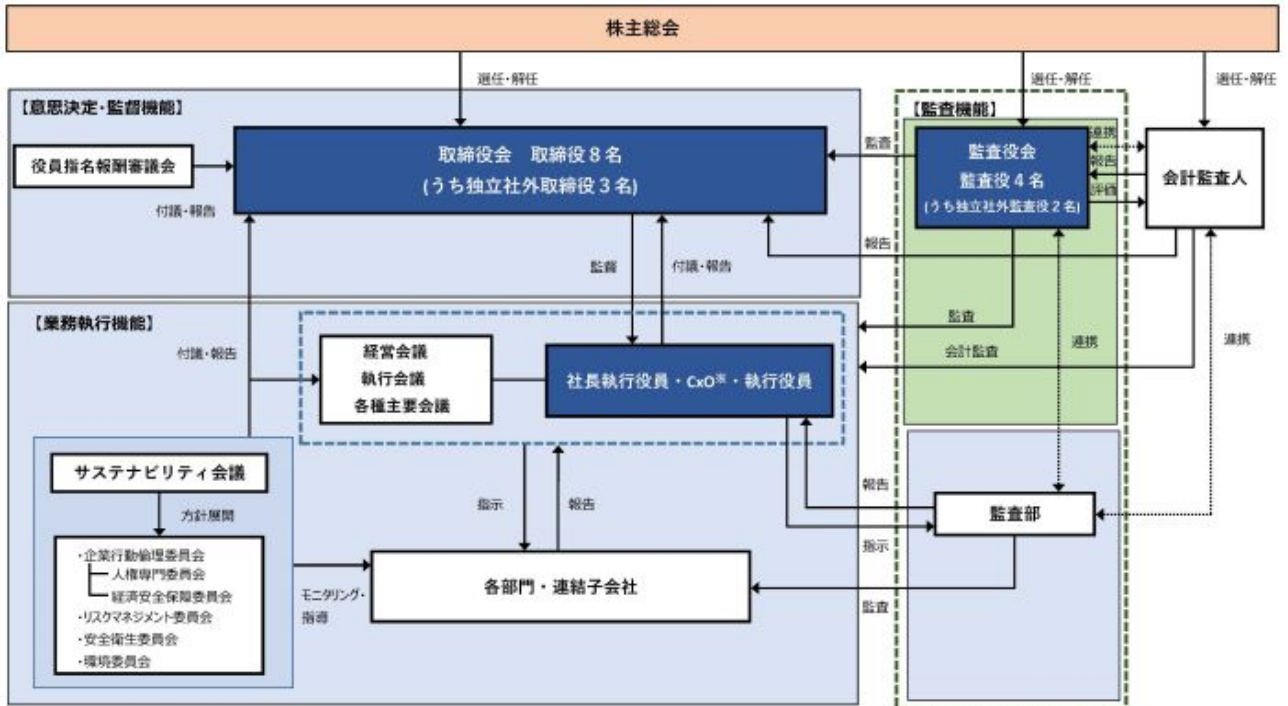 株主総会
選任・解任
選任・解任
選任・解任
【意思決定・監督機能】
【監査機能】
役員指名報酬審議会
取締役会 取締役8名
(うち独立社外取締役3名)
監査
監査役会
監査役4名
(うち独立社外監査役2名)
連携
報告
評価
会計監査人
付議・報告
監督
付議・報告
報告
【業務執行機能】
監査
付議・報告
経営会議
執行会議
各種主要会議
社長執行役員・CxO※・執行役員
会計監査
連携
連携
サステナビリティ会議
方針展開
指示
報告
報告
監査部
指示
・企業行動倫理委員会
人権専門委員会
経済安全保障委員会
・リスクマネジメント委員会
・安全衛生委員会
・環境委員会
モニタリング・
指導
各部門・連結子会社
監査